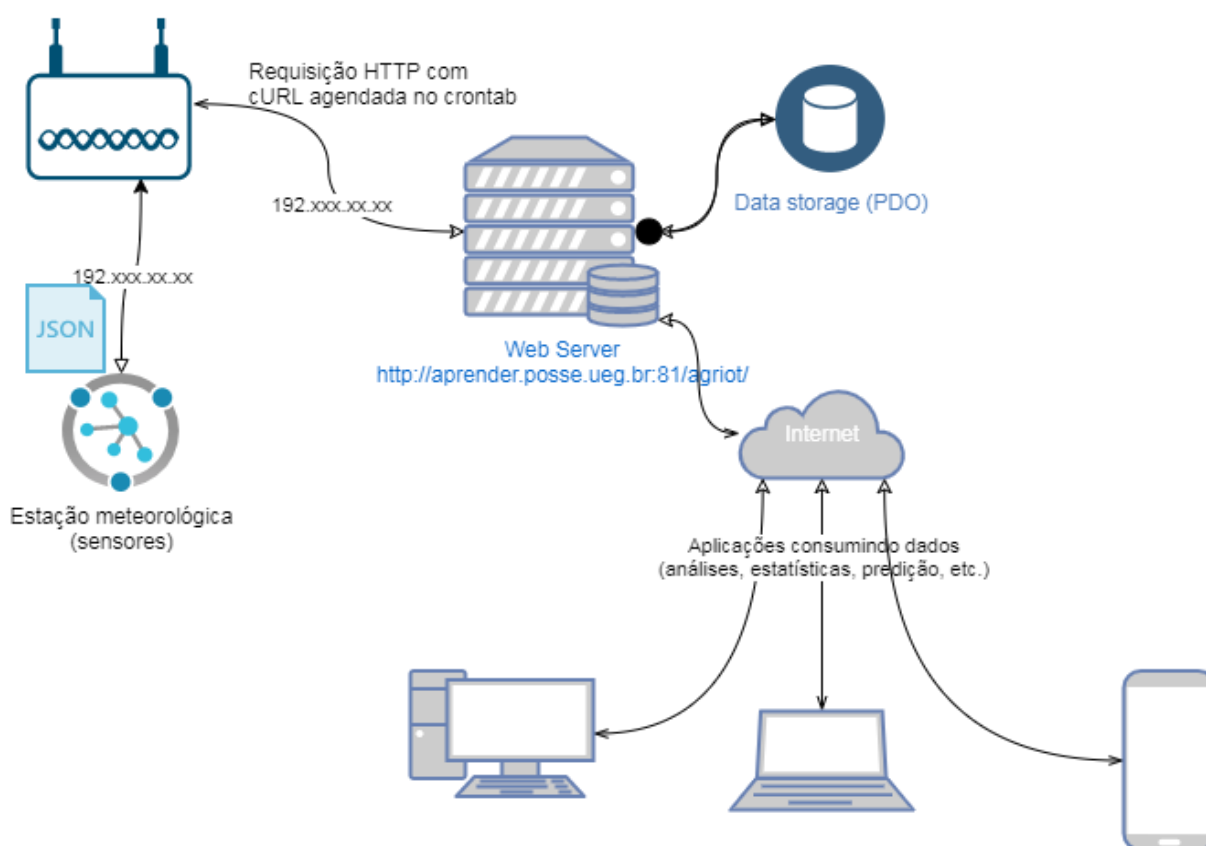 Requisição HTTP com
cURL agendada no crontab
192.xxx.xx.xx
Data storage (PDO)
192.xxx.xx.xx
JSON
Web Server
http://aprender.posse.ueg.br:81/agriot/
Internet
Estação meteorológica
(sensores)
Aplicações consumindo dados
(análises, estatísticas, predição, etc.)